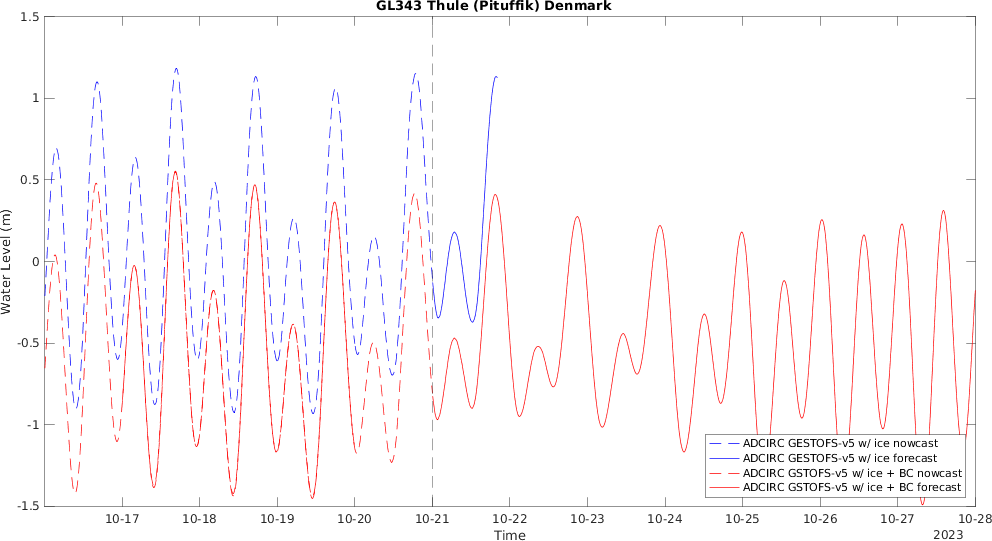 GL343 Thule (Pituffik) Denmark
1.5
1
0.5
0
-0.5
-1
-1.5
Water Level (m)
ADCIRC GESTOFS-v5 w/ ice nowcast
ADCIRC GESTOFS-v5 w/ ice forecast
ADCIRC GSTOFS-v5 w/ ice + BC nowcast
ADCIRC GSTOFS-v5 w/ ice + BC forecast
10-17 10-18 10-19 10-20 10-21 10-22 10-23 10-24 10-25 10-26 10-27 10-28
Time
2023